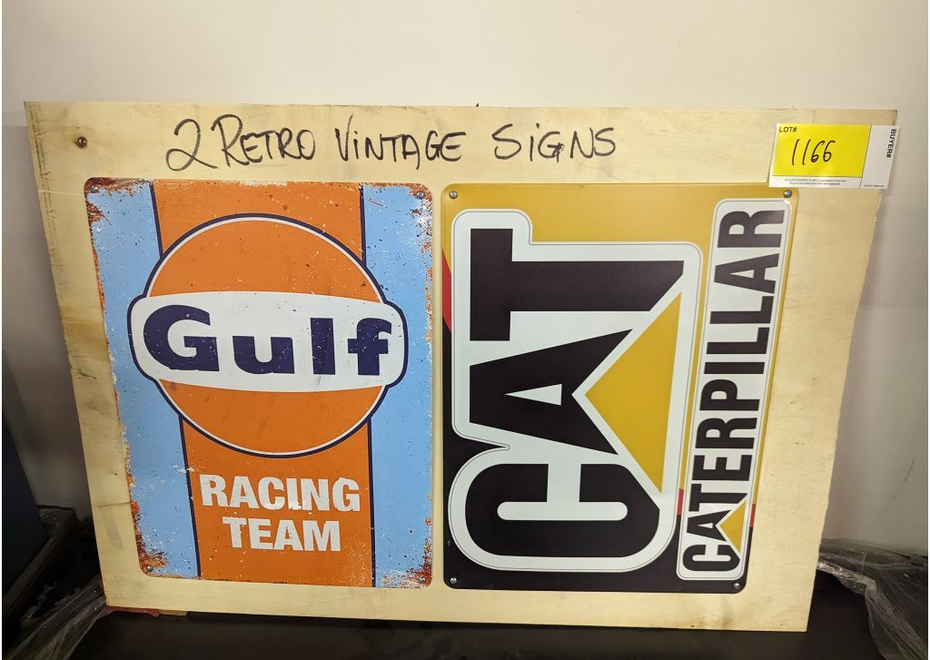 2 RETRO VINTAGE SIGNS
LOT#
1166
BUYER#
Gulf
RACING
TEAM
CAT
CATERPILLAR